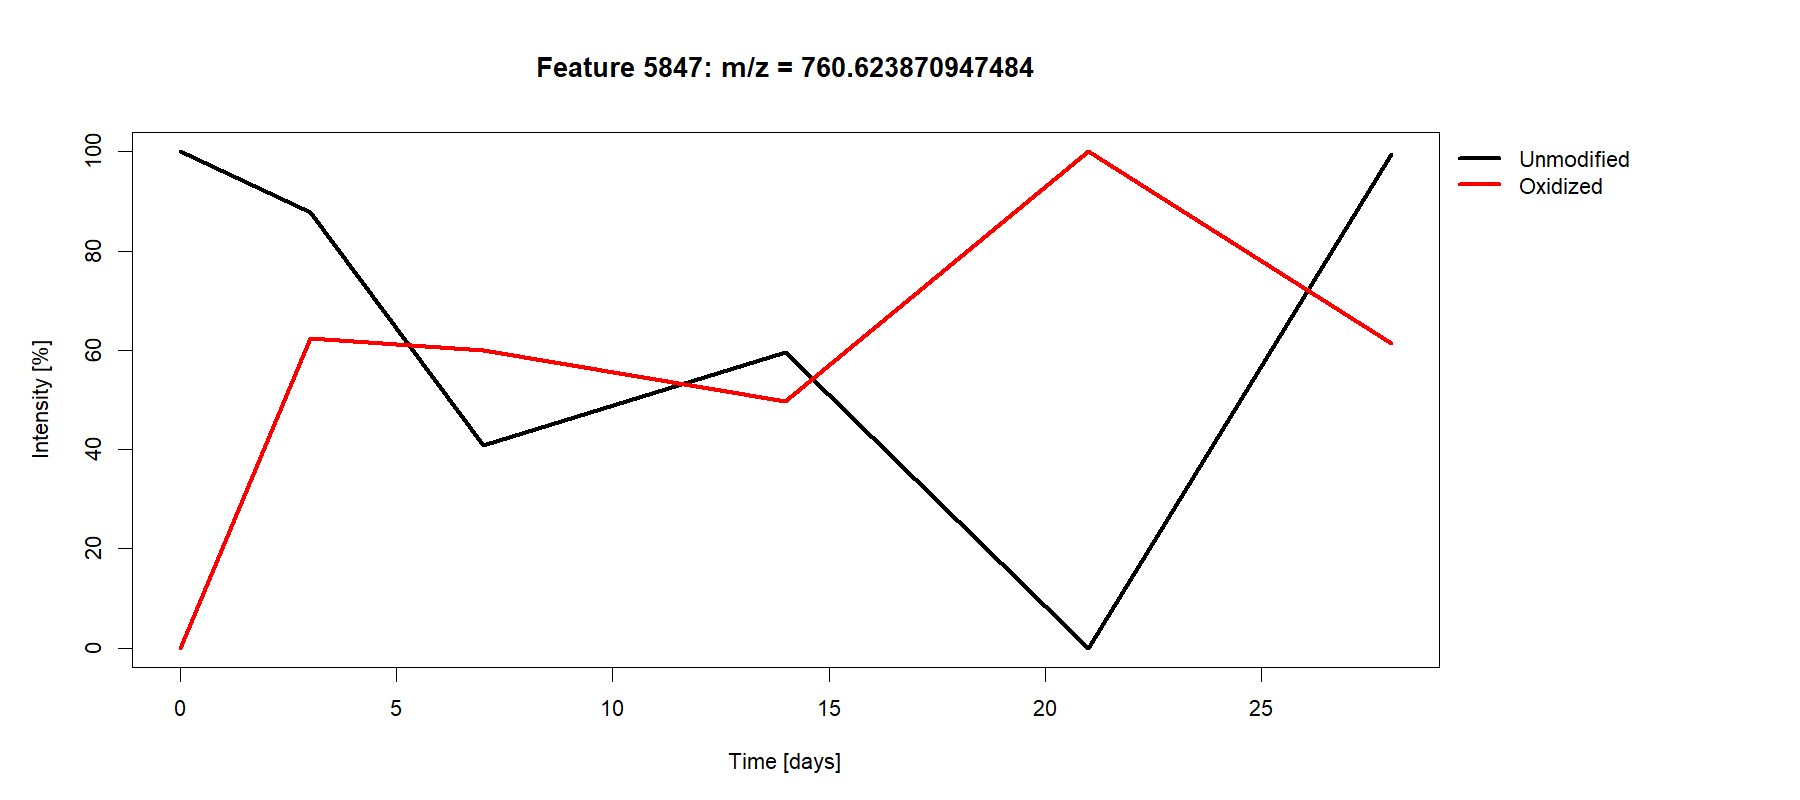 Feature 5847: m/z = 760.623870947484
Unmodified
Oxidized
Intensity [%]
100
80
60
40
20
0
0 5 10 15 20 25
Time [days]